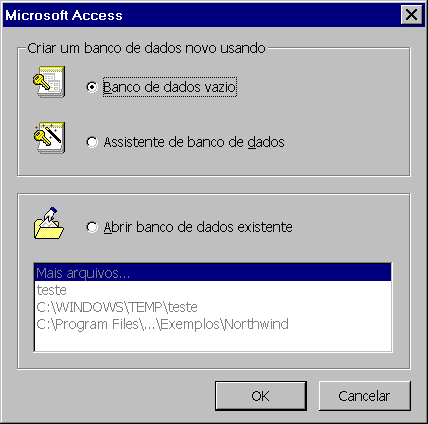 Microsoft Access
Criar um banco de dados novo usando
Banco de dados vazio
Assistente de banco de dados
Abrir banco de dados existente
Mais arquivos...
teste
C:\WINDOWS\TEMP\teste
C:\Program Files\...\Exemplos\Northwind
OK
Cancelar